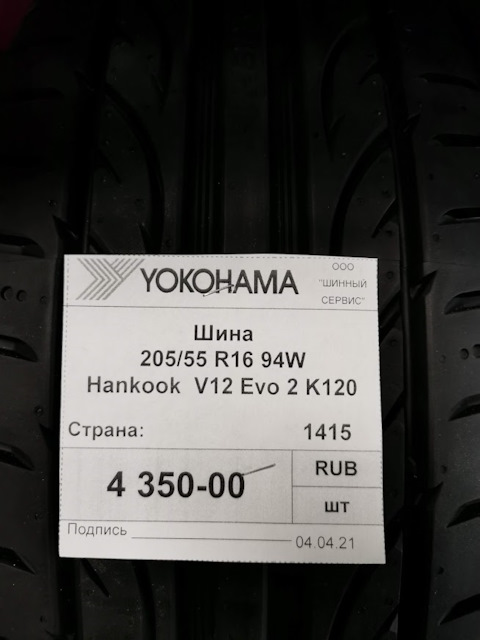 YOKOHAMA
ООО
"ШИННЫЙ
СЕРВИС"
Шина
205/55 R16 94W
Hankook V12 Evo 2 K120
Страна: 1415
4 350-00
RUB
шт
Подпись
04.04.21